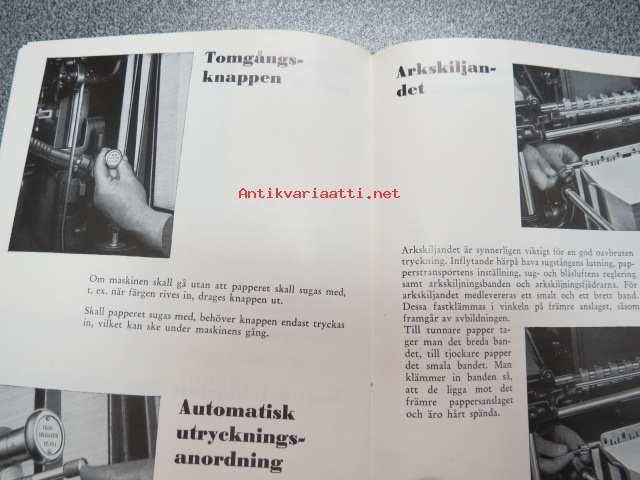 Tomgångs-
knappen
Om maskinen skall gå utan att papperet skall sugas med,
t. ex. när färgen rives in, drages knappen ut.
Skall papperet sugas med, behöver knappen endast tryckas
in, vilket kan ske under maskinens gång.
Automatisk
utrycknings-
anordning
Arkskiljan-
det
Arkskiljandet är synnerligen viktigt för en god oavbruten
tryckning. Inflytande härpå hava sugstångens lutning, pap-
perstransportens inställning, sug- och blåsluftens reglering
samt arkskiljningsbanden och arkskiljningsfjädrarna. För
arkskiljandet medlevereras ett smalt och ett brett band.
Dessa fastklämmas i vinkeln på främre anslaget, såsom
framgår av avbildningen.
Till tunnare papper ta-
ger man det breda ban-
det, till tjockare papper
det smala bandet. Man
klämmer in banden så,
att de ligga mot det
främre pappersanslaget
och äro hårt spända.
Antikvariaatti.net